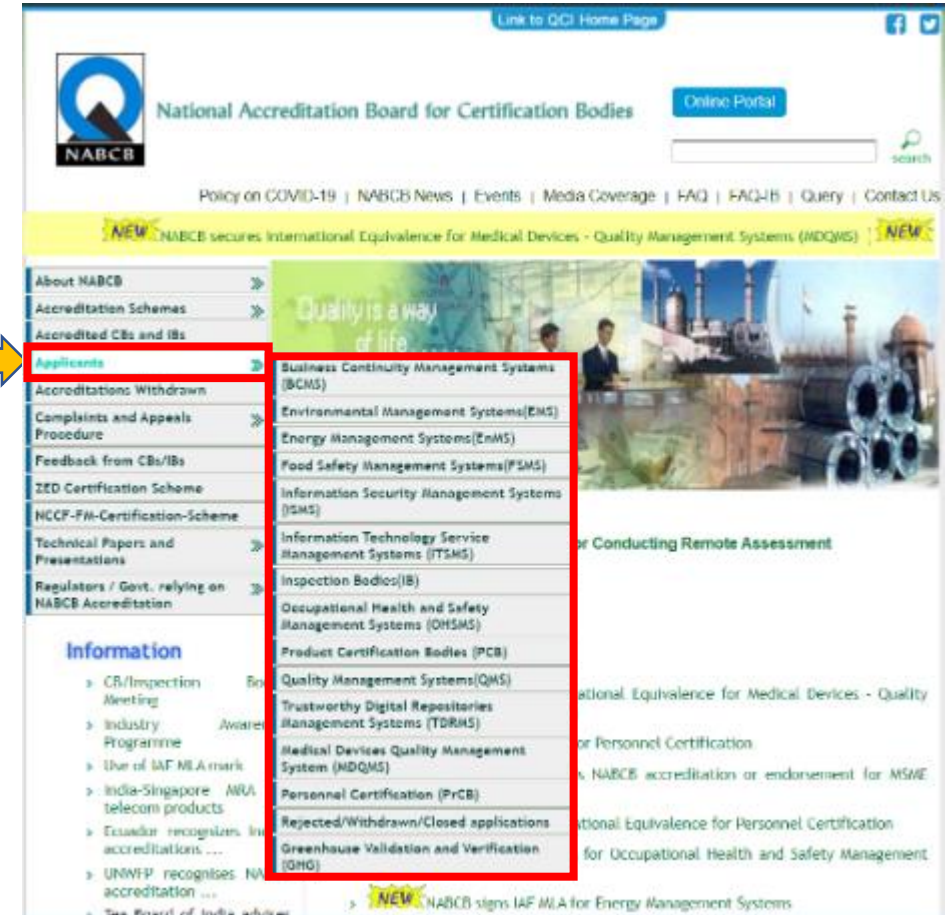 Link to QCI Home Page
National Accreditation Board for Certification Bodies
NABCB
Online Portal
search
Policy on COVID-19 | NABCB News | Events | Media Coverage | FAQ | FAQ-IB | Query | Contact Us
NEW NABCB secures International Equivalence for Medical Devices - Quality Management Systems (MDQMS) NEW
About NABCB
Accreditation Schemes
Accredited CBs and IBs
Applicants
Accreditations Withdrawn
Complaints and Appeals
Procedure
Feedback from CBs/IBs
ZED Certification Scheme
NCCF-FM-Certification-Scheme
Technical Papers and
Presentations
Regulators / Govt. relying on
NABCB Accreditation
Quality is a way
of life
Business Continuity Management Systems
(BCMS)
Environmental Management Systems(EMS)
Energy Management Systems(EnMS)
Food Safety Management Systems(FSMS)
Information Security Management Systems
(ISMS)
Information Technology Service
Management Systems (ITSMS)
Inspection Bodies(IB)
Occupational Health and Safety
Management Systems (OHSMS)
Product Certification Bodies (PCB)
Quality Management Systems(QMS)
Trustworthy Digital Repositories
Management Systems (TDRMS)
Medical Devices Quality Management
System (MDQMS)
Personnel Certification (PrCB)
Rejected/Withdrawn/Closed applications
Greenhouse Validation and Verification
(GHG)
or Conducting Remote Assessment
Information
CB/Inspection Bo
Meeting
Industry Aware
Programme
Use of IAF MLA mark
India-Singapore MRA
telecom products
Ecuador recognizes In
accreditations ...
UNWFP recognises NA
accreditation ...
Tea Board of India advises
ational Equivalence for Medical Devices - Quality
or Personnel Certification
s NABCB accreditation or endorsement for MSME
ational Equivalence for Personnel Certification
for Occupational Health and Safety Management
NEW NABCB signs IAF MLA for Energy Management Systems